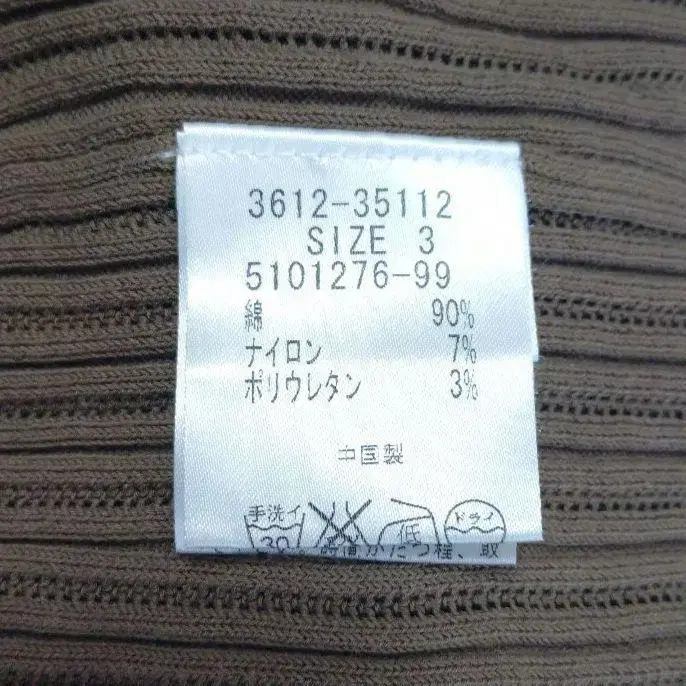 3612-35112
SIZE 3
5101276-99
綿 90%
ナイロン 7%
ポリウレタン 3%
中国製
手洗イ 30 低 ドライ